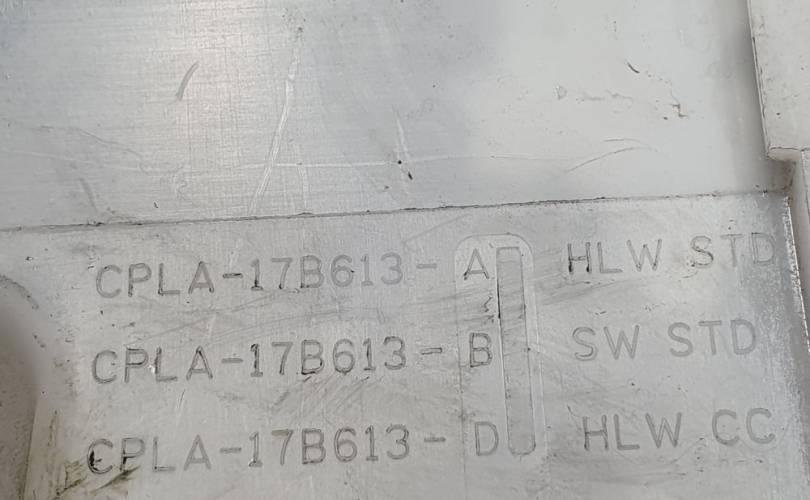 CPLA-17B613- A HLW STD
CPLA-17B613- B SW STD
CPLA-17B613- D HLW CC